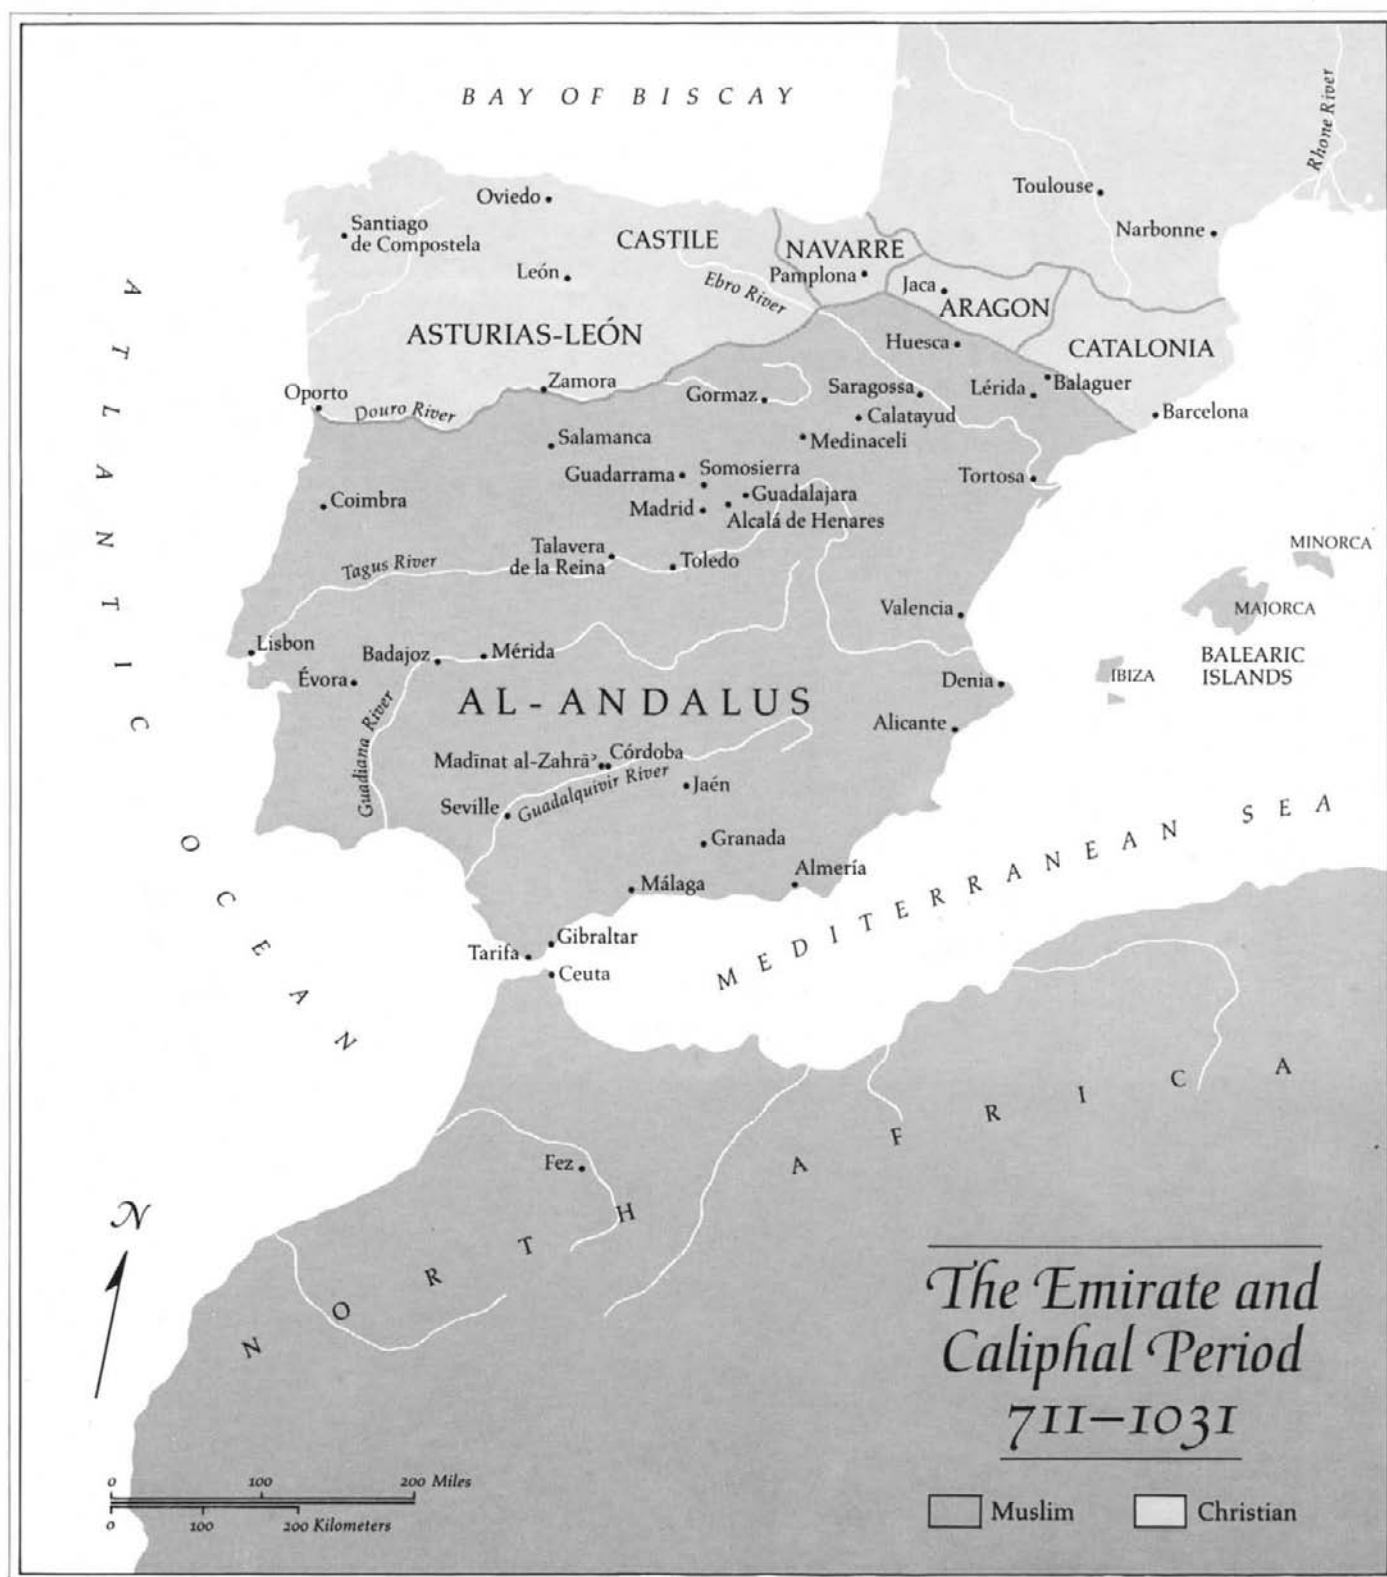 BAY OF BISCAY
Rhone River
Toulouse
Oviedo
Santiago
de Compostela
Narbonne
CASTILE
NAVARRE
León
Pamplona
Ebro River
Jaca
ARAGON
ASTURIAS-LEÓN
Huesca
CATALONIA
Oporto
Douro River
Zamora
Gormaz
Saragossa
Lérida
Balaguer
Calatayud
Barcelona
Salamanca
Medinaceli
Guadarrama
Somosierra
Tortosa
Coimbra
Madrid
Guadalajara
Alcalá de Henares
Tagus River
Talavera
de la Reina
Toledo
MINORCA
Valencia
MAJORCA
Lisbon
Badajoz
Mérida
BALEARIC
ISLANDS
Évora
Denia
IBIZA
AL-ANDALUS
Guadiana River
Alicante
Madīnat al-Zahrāʾ
Córdoba
Guadalquivir River
Jaén
Seville
Granada
Málaga
Almería
ATLANTIC OCEAN
MEDITERRANEAN SEA
Gibraltar
Tarifa
Ceuta
Fez
NORTH AFRICA
N
The Emirate and
Caliphal Period
711–1031
0 100 200 Miles
0 100 200 Kilometers
Muslim
Christian